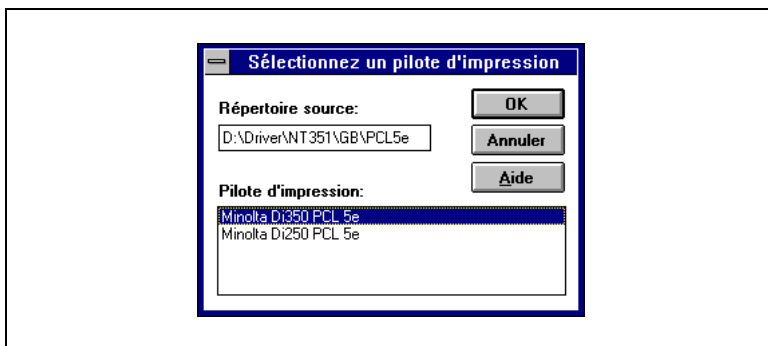 Sélectionnez un pilote d'impression
Répertoire source:
D:\Driver\NT351\GB\PCL5e
OK
Annuler
Aide
Pilote d'impression:
Minolta Di350 PCL 5e
Minolta Di250 PCL 5e